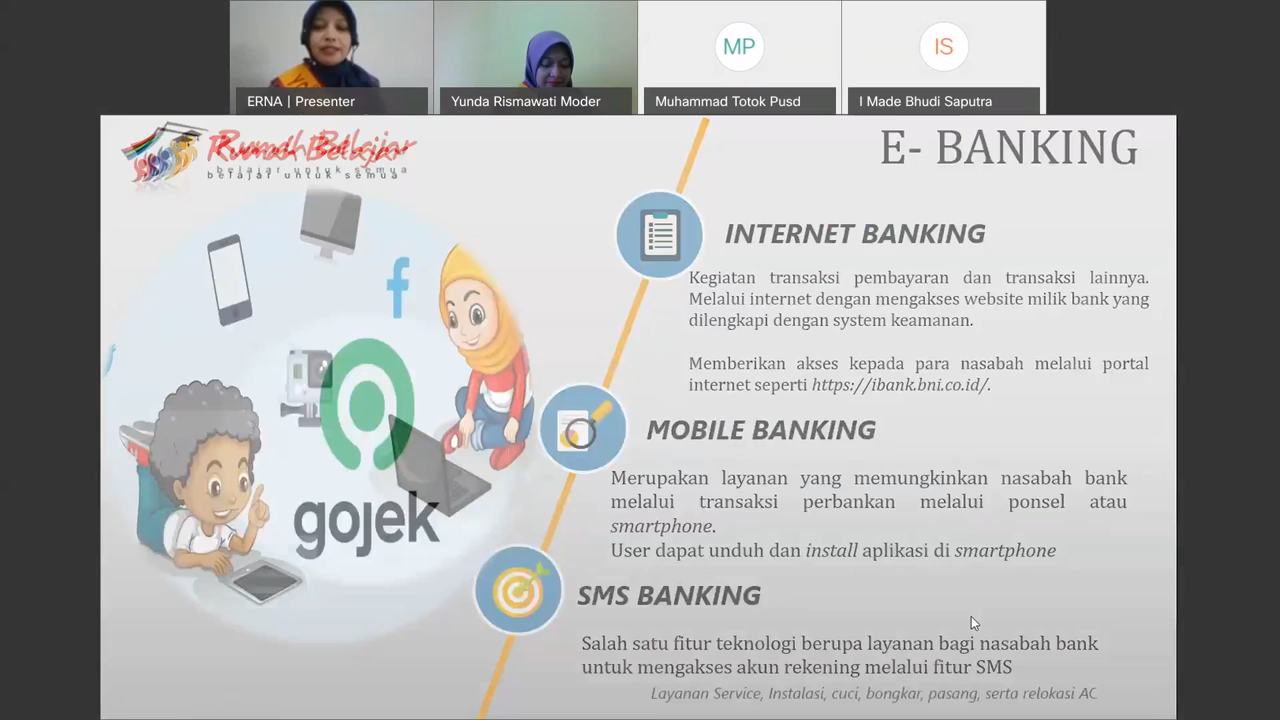 MP
IS
ERNA | Presenter
Yunda Rismawati Moder
Muhammad Totok Pusd
I Made Bhudi Saputra
Rumah Belajar
belajar untuk semua
belajar untuk semua
E- BANKING
INTERNET BANKING
Kegiatan transaksi pembayaran dan transaksi lainnya.
Melalui internet dengan mengakses website milik bank yang
dilengkapi dengan system keamanan.
Memberikan akses kepada para nasabah melalui portal
internet seperti https://ibank.bni.co.id/.
MOBILE BANKING
Merupakan layanan yang memungkinkan nasabah bank
melalui transaksi perbankan melalui ponsel atau
smartphone.
User dapat unduh dan install aplikasi di smartphone
gojek
SMS BANKING
Salah satu fitur teknologi berupa layanan bagi nasabah bank
untuk mengakses akun rekening melalui fitur SMS
Layanan Service, Instalasi, cuci, bongkar, pasang, serta relokasi AC